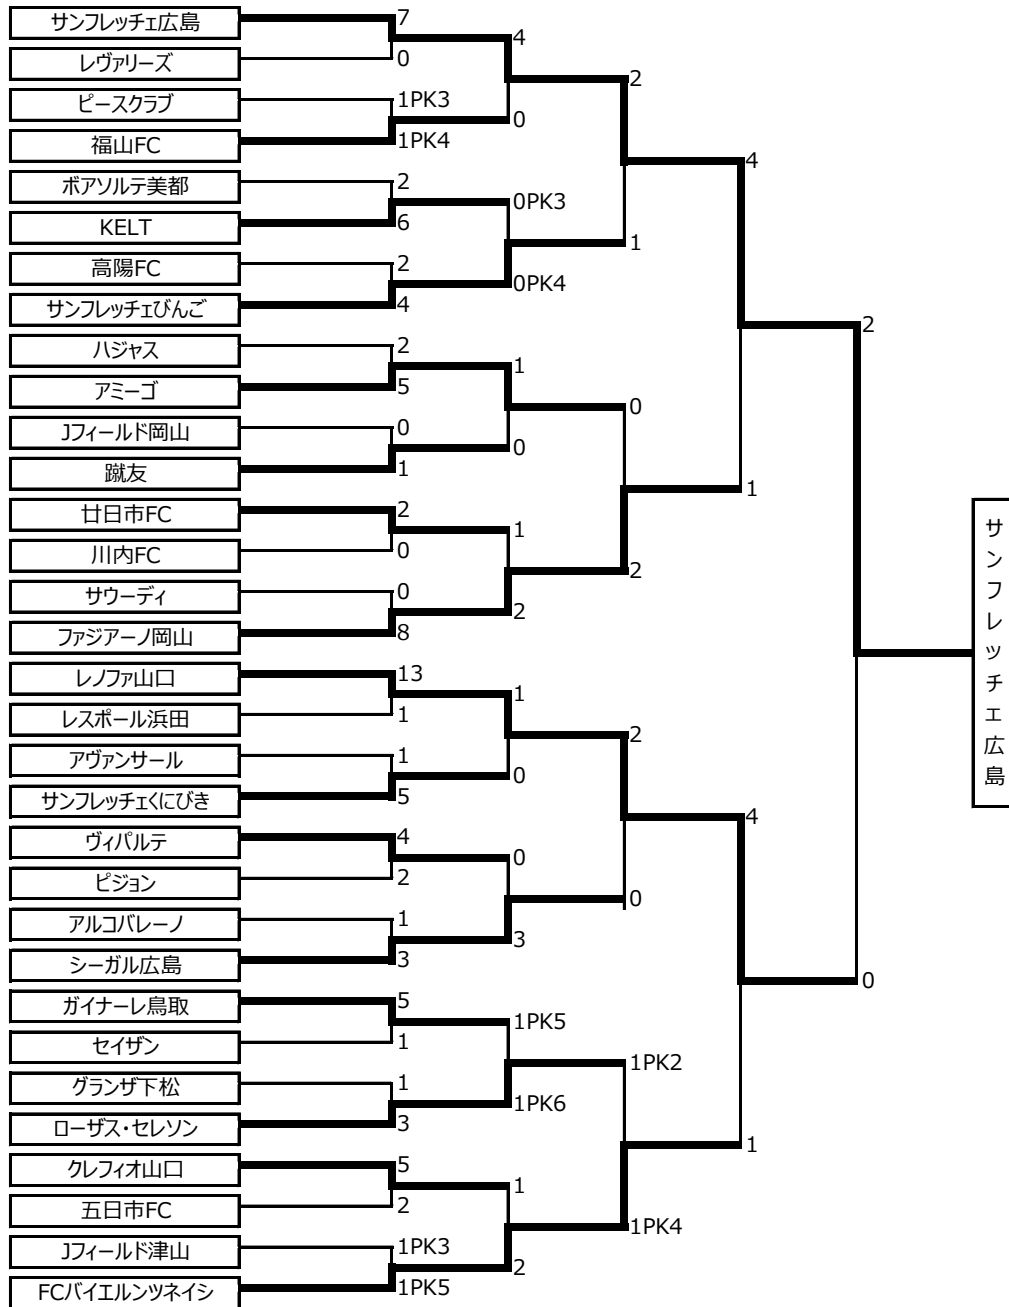 サンフレッチェ広島 7
4
レヴァリーズ 0
2
ピースクラブ 1PK3
0
福山FC 1PK4
4
ボアソルテ美都 2
0PK3
KELT 6
1
高陽FC 2
0PK4
サンフレッチェびんご 4
2
ハジャス 2
1
アミーゴ 5
0
Jフィールド岡山 0
0
蹴友 1
1
廿日市FC 2
1
川内FC 0
2
サウーディ 0
2
ファジアーノ岡山 8
サンフレッチェ広島
レノファ山口 13
1
レスポール浜田 1
2
アヴァンサール 1
0
サンフレッチェくにびき 5
4
ヴィパルテ 4
0
ピジョン 2
0
アルコバレーノ 1
3
シーガル広島 3
0
ガイナーレ鳥取 5
1PK5
セイザン 1
1PK2
グランザ下松 1
1PK6
ローザス・セレソン 3
1
クレフィオ山口 5
1
五日市FC 2
1PK4
Jフィールド津山 1PK3
2
FCバイエルンツネイシ 1PK5